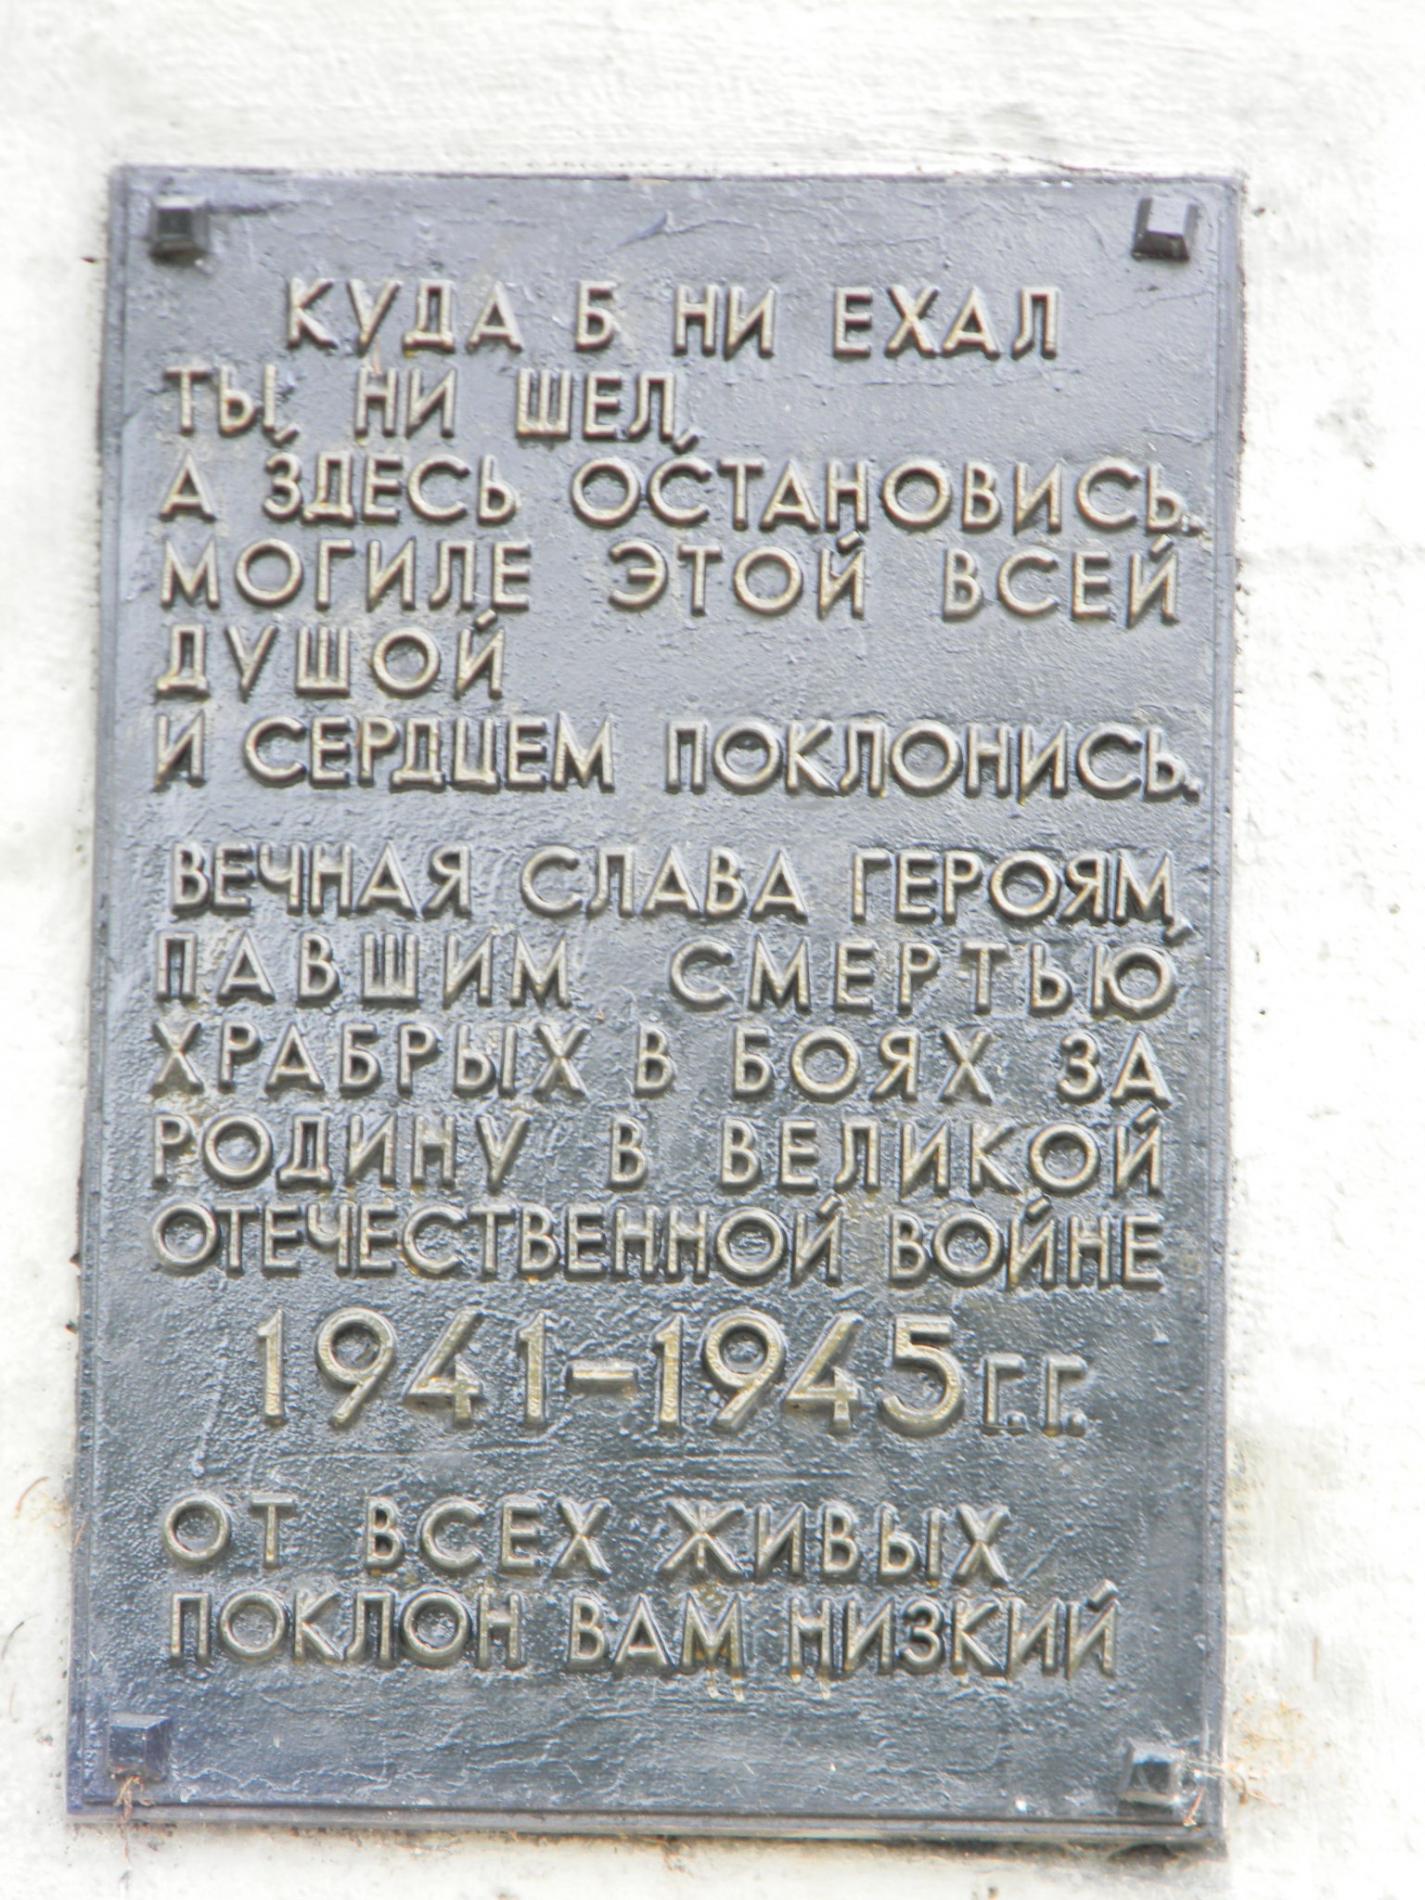 КУДА Б НИ ЕХАЛ
ТЫ, НИ ШЕЛ,
А ЗДЕСЬ ОСТАНОВИСЬ.
МОГИЛЕ ЭТОЙ ВСЕЙ
ДУШОЙ
И СЕРДЦЕМ ПОКЛОНИСЬ.
ВЕЧНАЯ СЛАВА ГЕРОЯМ,
ПАВШИМ СМЕРТЬЮ
ХРАБРЫХ В БОЯХ ЗА
РОДИНУ В ВЕЛИКОЙ
ОТЕЧЕСТВЕННОЙ ВОЙНЕ
1941-1945 г.г.
ОТ ВСЕХ ЖИВЫХ
ПОКЛОН ВАМ НИЗКИЙ